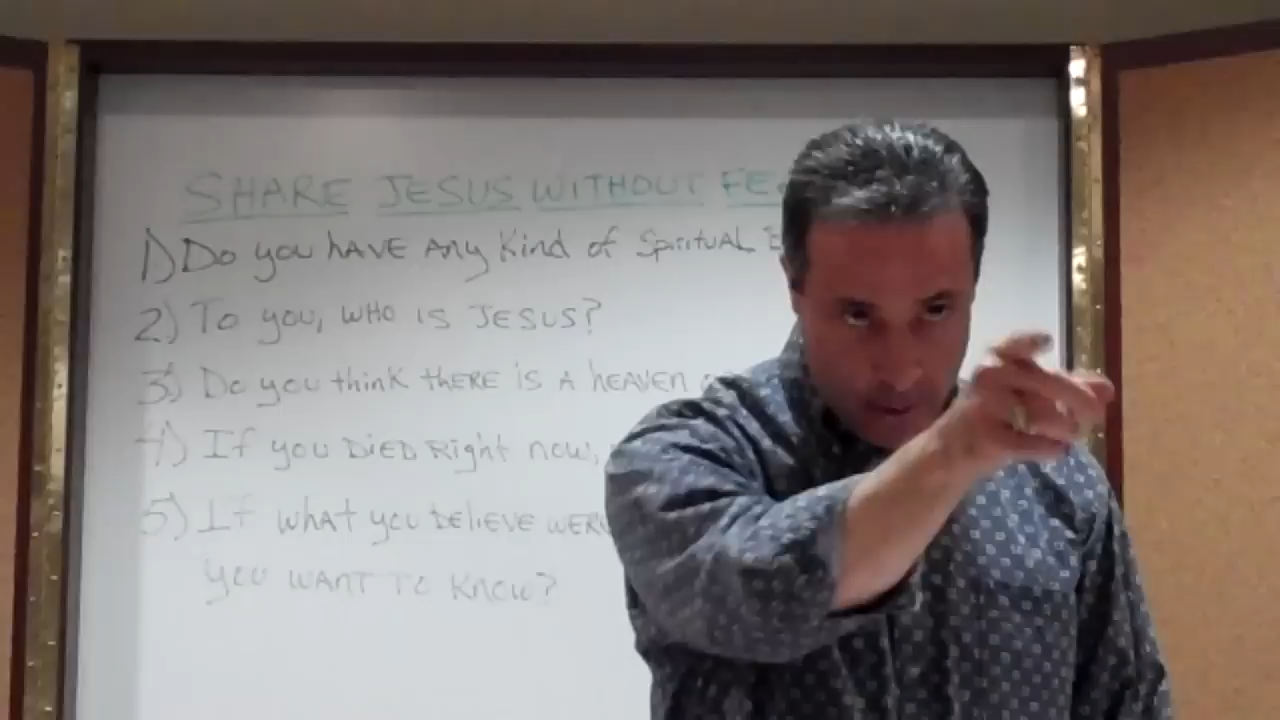 SHARE JESUS WITHOUT
1) Do you HAVE Any Kind of SpirituAL
2) To you, WHO IS JESUS?
3) Do you think tHERE is A hEAVEN
4) If you DIED Right now,
5) If what you bELIEVE WERE
you WANT TO KNOW?